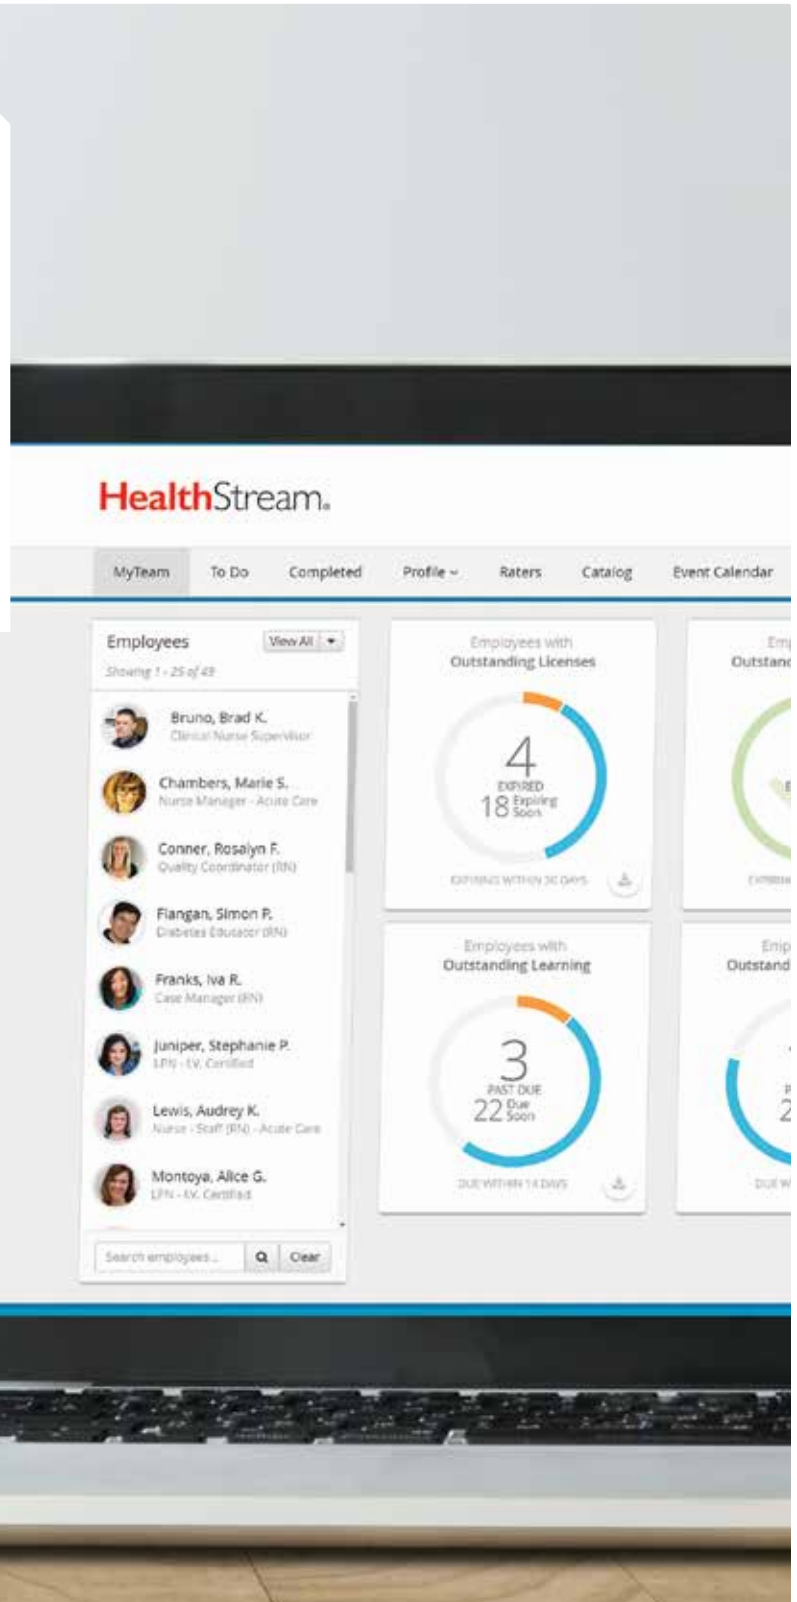 HealthStream.
MyTeam To Do Completed Profile Raters Catalog Event Calendar
Employees View All
Showing 1 - 25 of 49
Bruno, Brad K.
Clinical Nurse Supervisor
Chambers, Marie S.
Nurse Manager - Acute Care
Conner, Rosalyn F.
Quality Coordinator (RN)
Flangan, Simon P.
Diabetes Educator (RN)
Franks, Iva R.
Case Manager (RN)
Juniper, Stephanie P.
LPN - I.V. Certified
Lewis, Audrey K.
Nurse - Staff (RN) - Acute Care
Montoya, Alice G.
LPN - I.V. Certified
Search employees... Clear
Employees with
Outstanding Licenses
4
EXPIRED
18 Expiring Soon
EXPIRING WITHIN 30 DAYS
Employees with
Outstanding Learning
3
PAST DUE
22 Due Soon
DUE WITHIN 14 DAYS